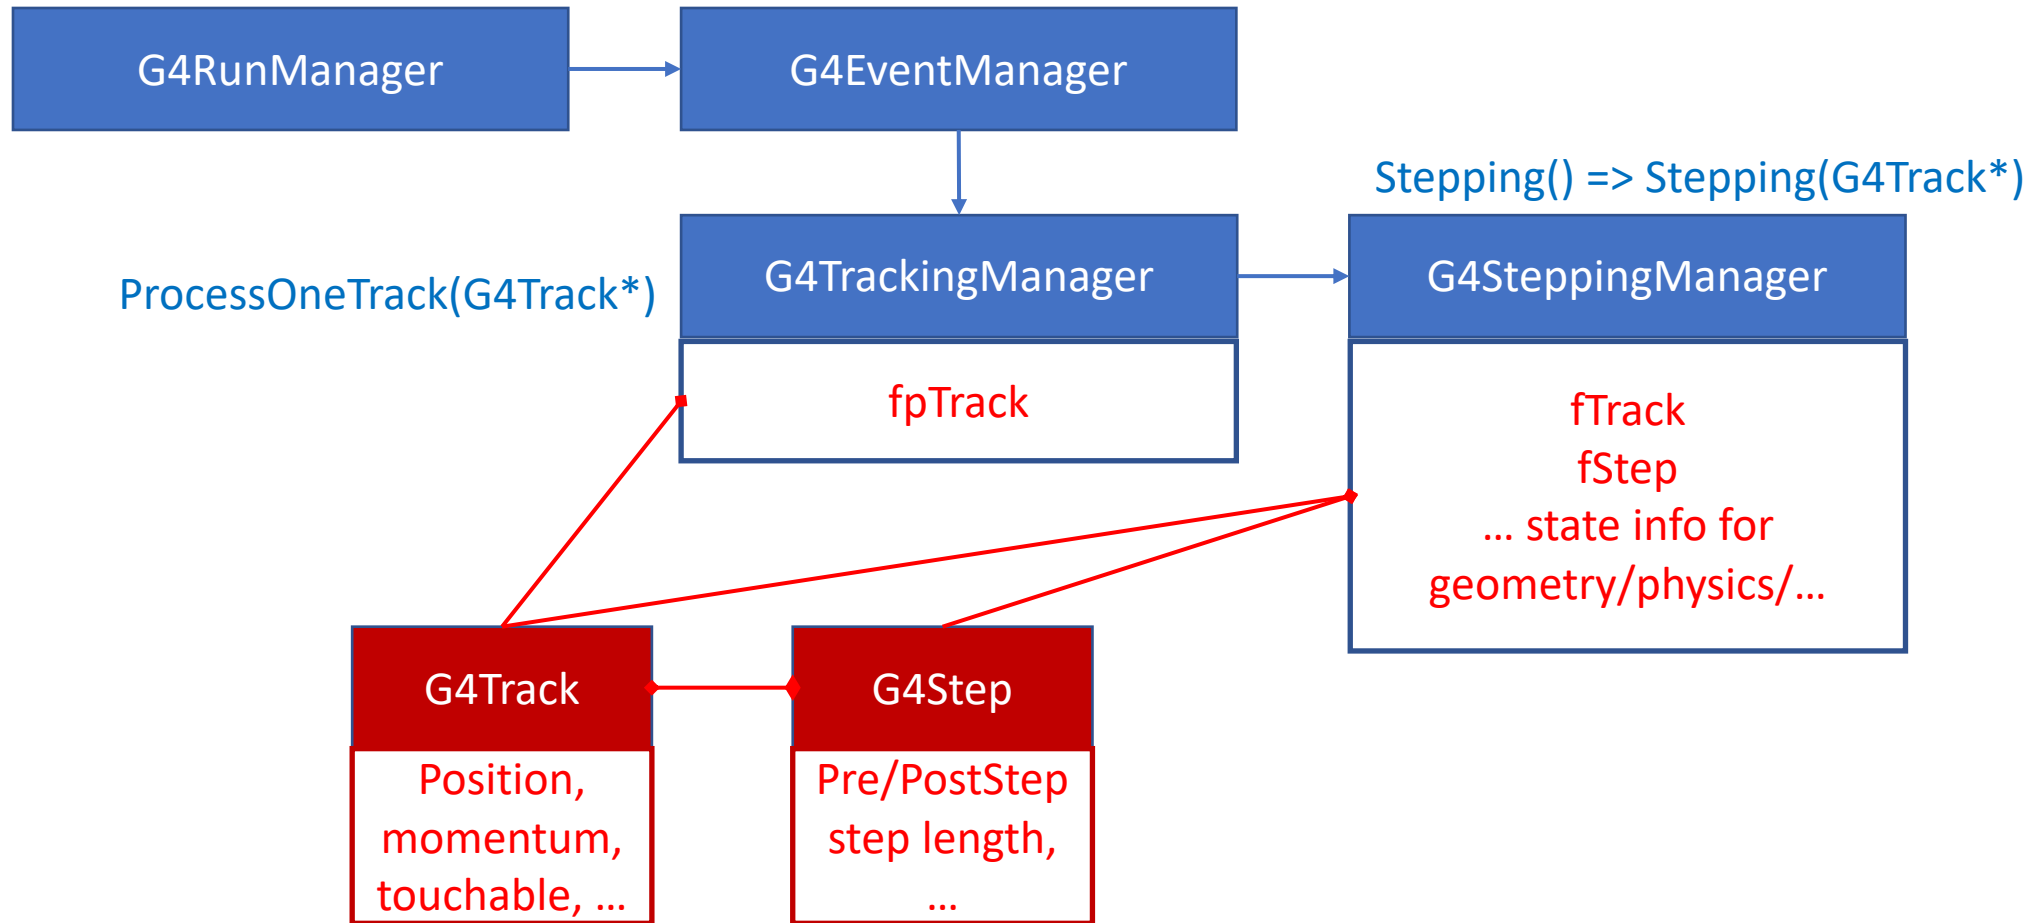 G4RunManager
G4EventManager
Stepping() => Stepping(G4Track*)
ProcessOneTrack(G4Track*)
G4TrackingManager
G4SteppingManager
fpTrack
fTrack
fStep
... state info for
geometry/physics/...
G4Track
G4Step
Position,
momentum,
touchable, ...
Pre/PostStep
step length,
...